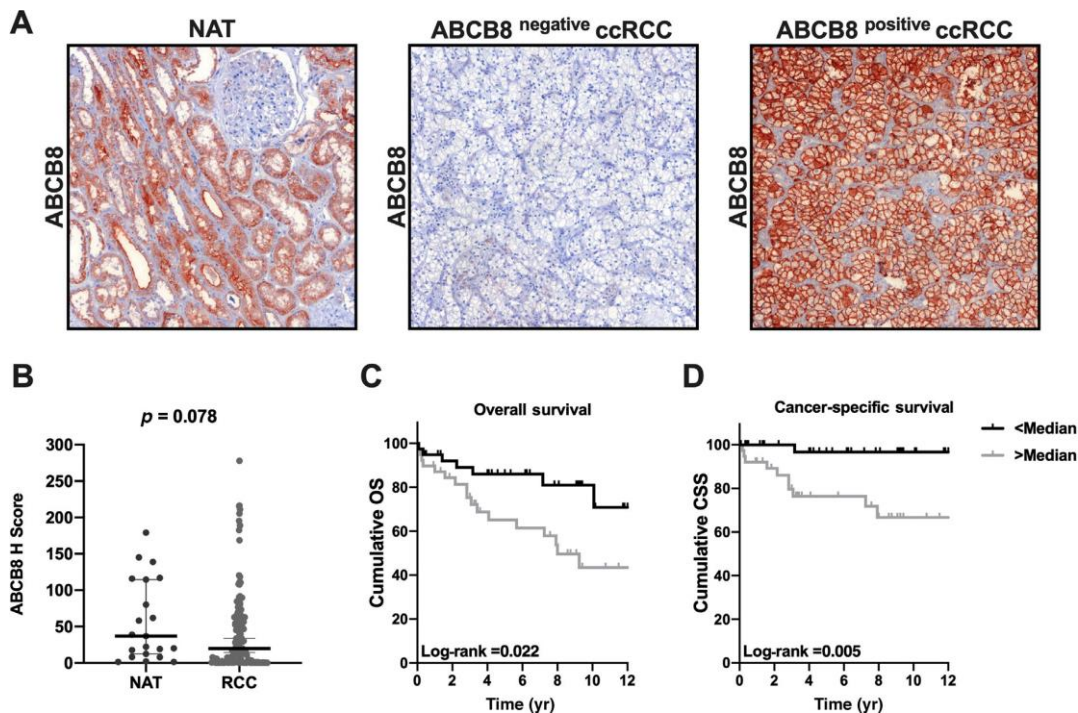 A
NAT
ABCB8 negative ccRCC
ABCB8 positive ccRCC
ABCB8
ABCB8
ABCB8
B
p = 0.078
ABCB8 H Score
300
250
200
150
100
50
0
NAT
RCC
C
Overall survival
Cumulative OS
100
80
60
40
20
0
Log-rank =0.022
0 2 4 6 8 10 12
Time (yr)
D
Cancer-specific survival
Cumulative CSS
100
80
60
40
20
0
Log-rank =0.005
0 2 4 6 8 10 12
Time (yr)
<Median
>Median